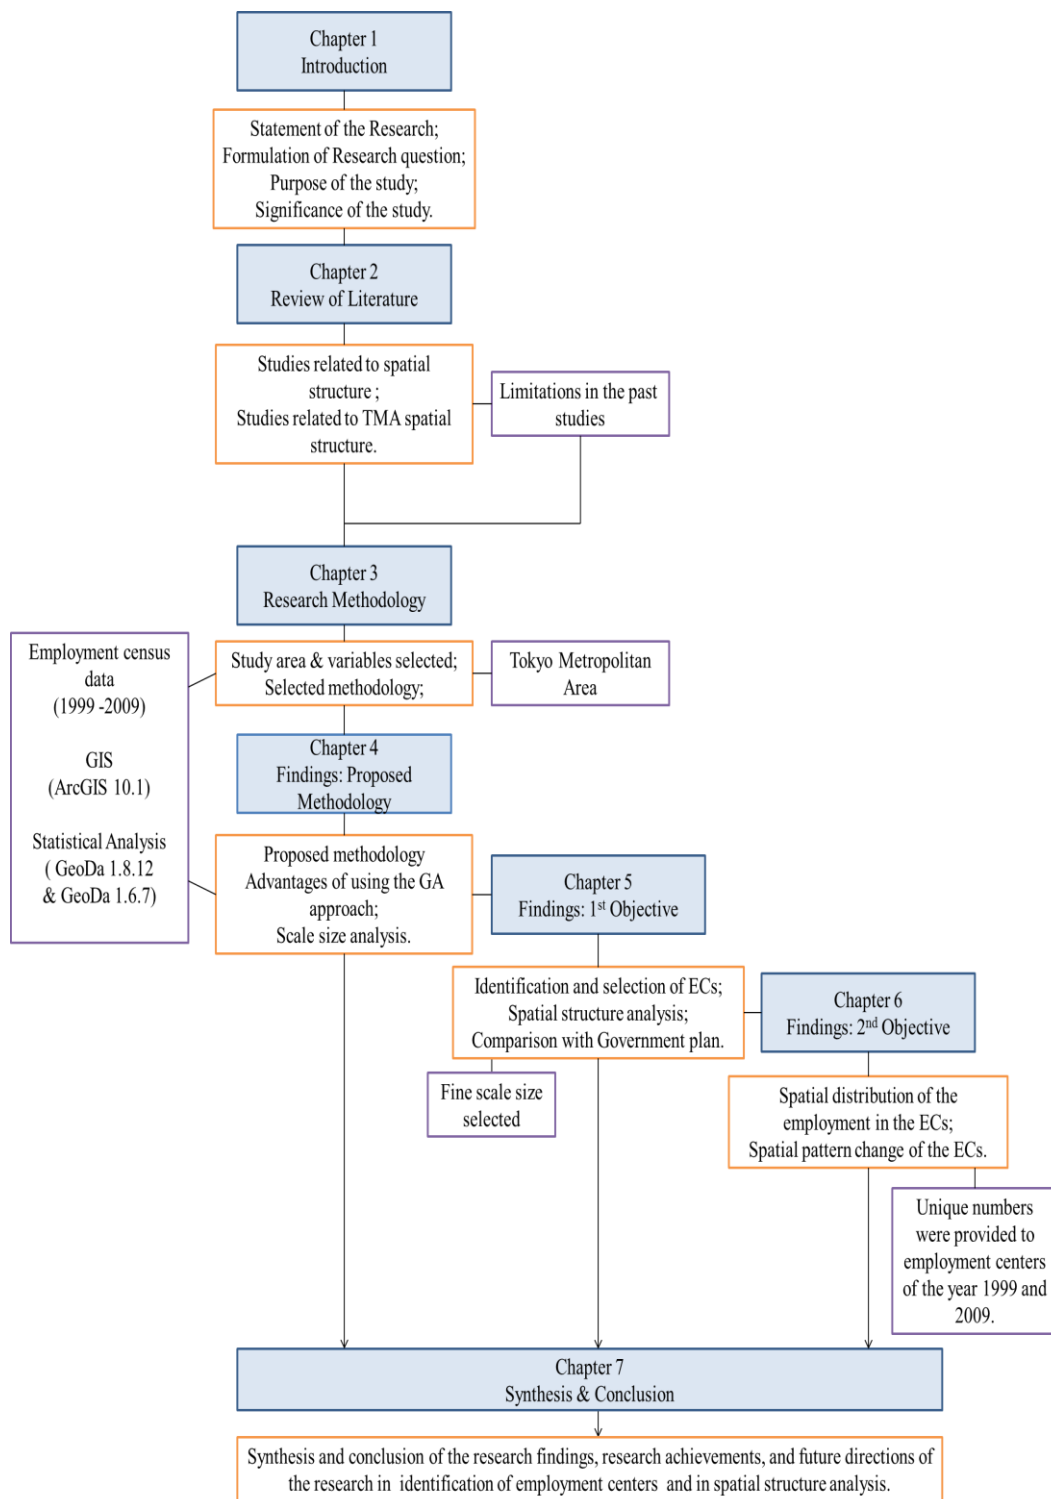 Chapter 1
Introduction
Statement of the Research;
Formulation of Research question;
Purpose of the study;
Significance of the study.
Chapter 2
Review of Literature
Studies related to spatial
structure ;
Studies related to TMA spatial
structure.
Limitations in the past
studies
Chapter 3
Research Methodology
Employment census
data
(1999 -2009)
GIS
(ArcGIS 10.1)
Statistical Analysis
( GeoDa 1.8.12
& GeoDa 1.6.7)
Study area & variables selected;
Selected methodology;
Tokyo Metropolitan
Area
Chapter 4
Findings: Proposed
Methodology
Proposed methodology
Advantages of using the GA
approach;
Scale size analysis.
Chapter 5
Findings: 1st Objective
Identification and selection of ECs;
Spatial structure analysis;
Comparison with Government plan.
Fine scale size
selected
Chapter 6
Findings: 2nd Objective
Spatial distribution of the
employment in the ECs;
Spatial pattern change of the ECs.
Unique numbers
were provided to
employment centers
of the year 1999 and
2009.
Chapter 7
Synthesis & Conclusion
Synthesis and conclusion of the research findings, research achievements, and future directions of
the research in identification of employment centers and in spatial structure analysis.